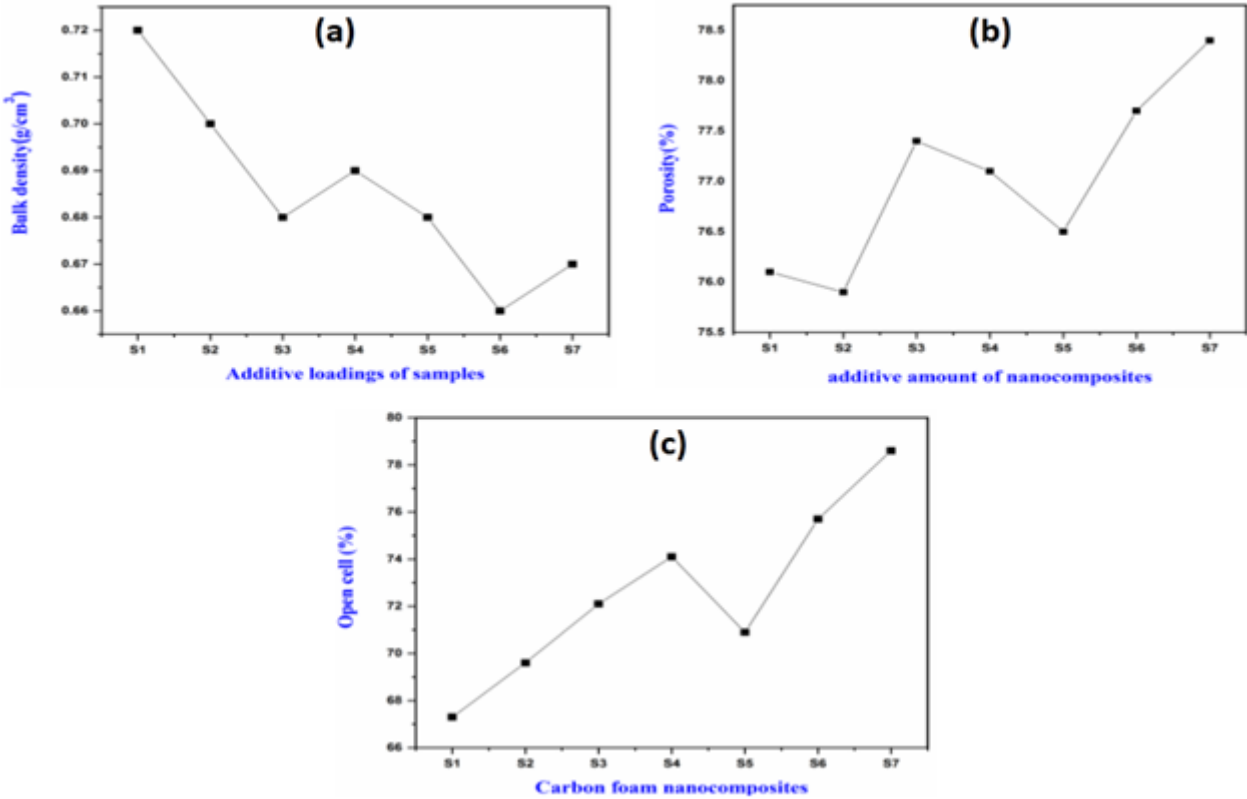 (a)
Bulk density(g/cm³)
0.72
0.71
0.70
0.69
0.68
0.67
0.66
S1 S2 S3 S4 S5 S6 S7
Additive loadings of samples
(b)
Porosity(%)
78.5
78.0
77.5
77.0
76.5
76.0
75.5
S1 S2 S3 S4 S5 S6 S7
additive amount of nanocomposites
(c)
Open cell (%)
80
78
76
74
72
70
68
66
S1 S2 S3 S4 S5 S6 S7
Carbon foam nanocomposites